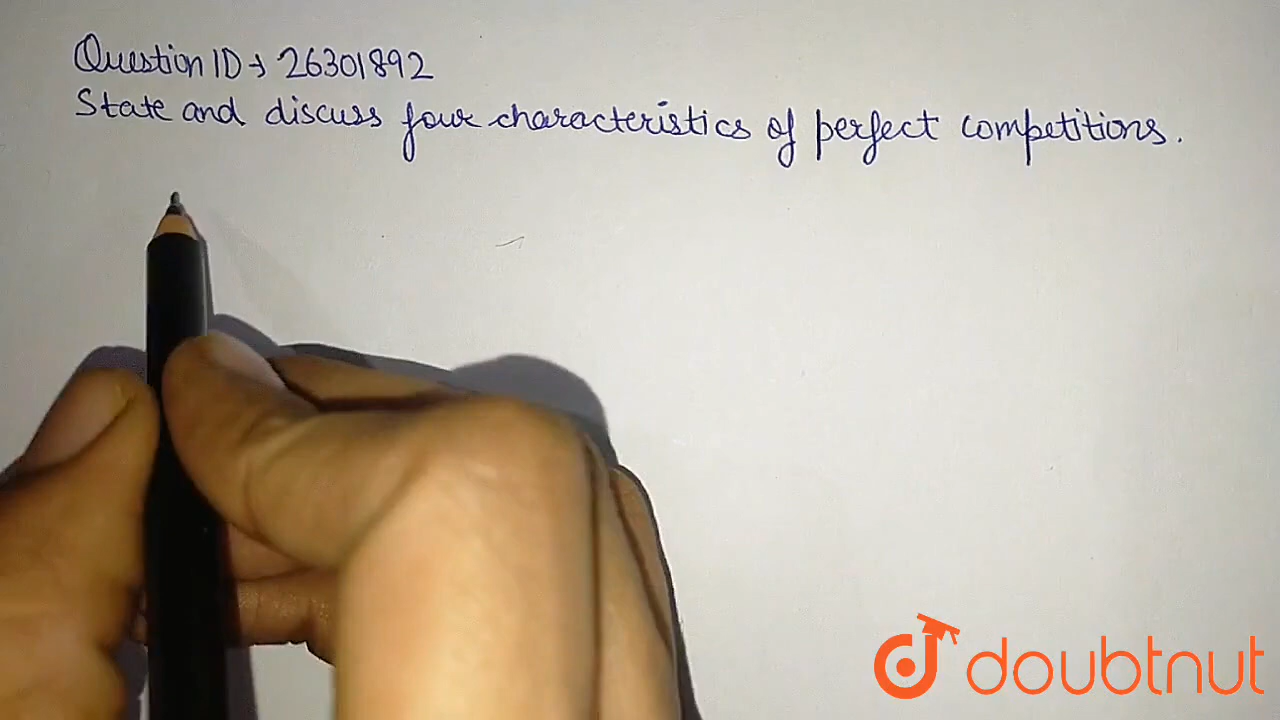 Question ID → 26301892
State and discuss four characteristics of perfect competitions.
doubtnut